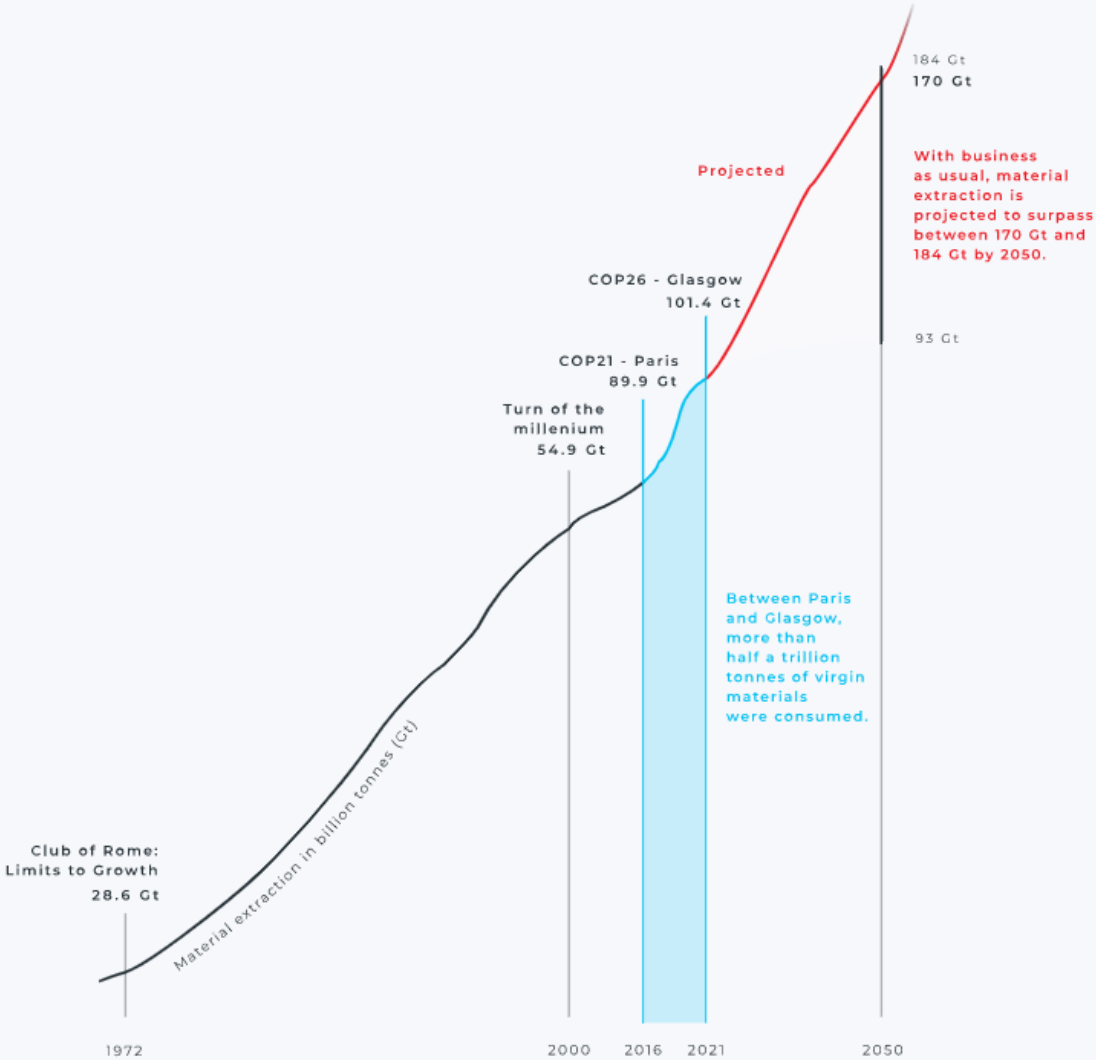 184 Gt
170 Gt
With business
as usual, material
extraction is
projected to surpass
between 170 Gt and
184 Gt by 2050.
Projected
COP26 - Glasgow
101.4 Gt
93 Gt
COP21 - Paris
89.9 Gt
Turn of the
millenium
54.9 Gt
Between Paris
and Glasgow,
more than
half a trillion
tonnes of virgin
materials
were consumed.
Material extraction in billion tonnes (Gt)
Club of Rome:
Limits to Growth
28.6 Gt
1972
2000
2016
2021
2050